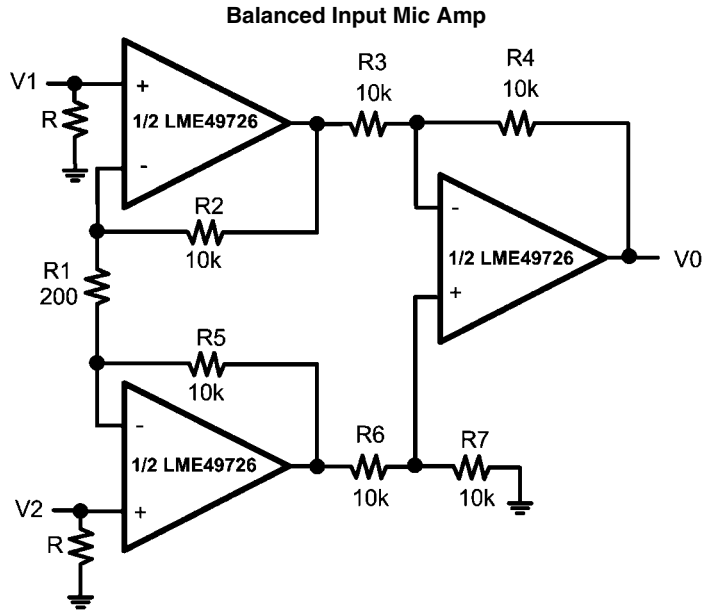 Balanced Input Mic Amp
V1
R
+
1/2 LME49726
-
R3
10k
R4
10k
R2
10k
-
1/2 LME49726
+
V0
R1
200
R5
10k
-
1/2 LME49726
+
R6
10k
R7
10k
V2
R